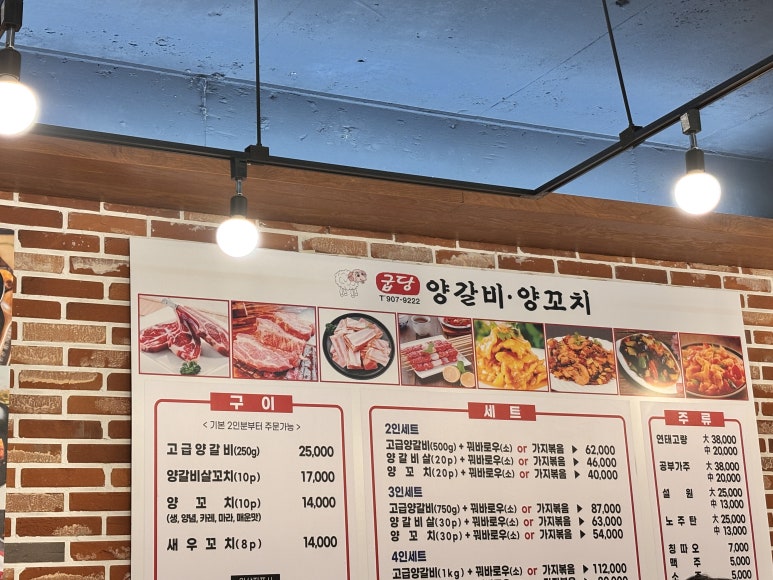 굽당 양갈비·양꼬치
T 907-9222
구 이
< 기본 2인분부터 주문가능 >
고급양갈비(250g) 25,000
양갈비살꼬치(10p) 17,000
양 꼬 치(10p) 14,000
(생, 양념, 카레, 마라, 매운맛)
새우꼬치(8p) 14,000
세 트
2인세트
고급양갈비(500g) + 꿔바로우(소) or 가지볶음 ▶ 62,000
양갈비살(20p) + 꿔바로우(소) or 가지볶음 ▶ 46,000
양 꼬 치(20p) + 꿔바로우(소) or 가지볶음 ▶ 40,000
3인세트
고급양갈비(750g) + 꿔바로우(소) or 가지볶음 ▶ 87,000
양갈비살(30p) + 꿔바로우(소) or 가지볶음 ▶ 63,000
양 꼬 치(30p) + 꿔바로우(소) or 가지볶음 ▶ 54,000
4인세트
고급양갈비(1kg) + 꿔바로우(소) or 가지볶음 ▶ 112,000
주 류
연태고량 大 38,000
中 20,000
공부가주 大 38,000
中 20,000
설 원 大 25,000
中 13,000
노주탄 大 25,000
中 13,000
칭따오 7,000
맥 주 5,000